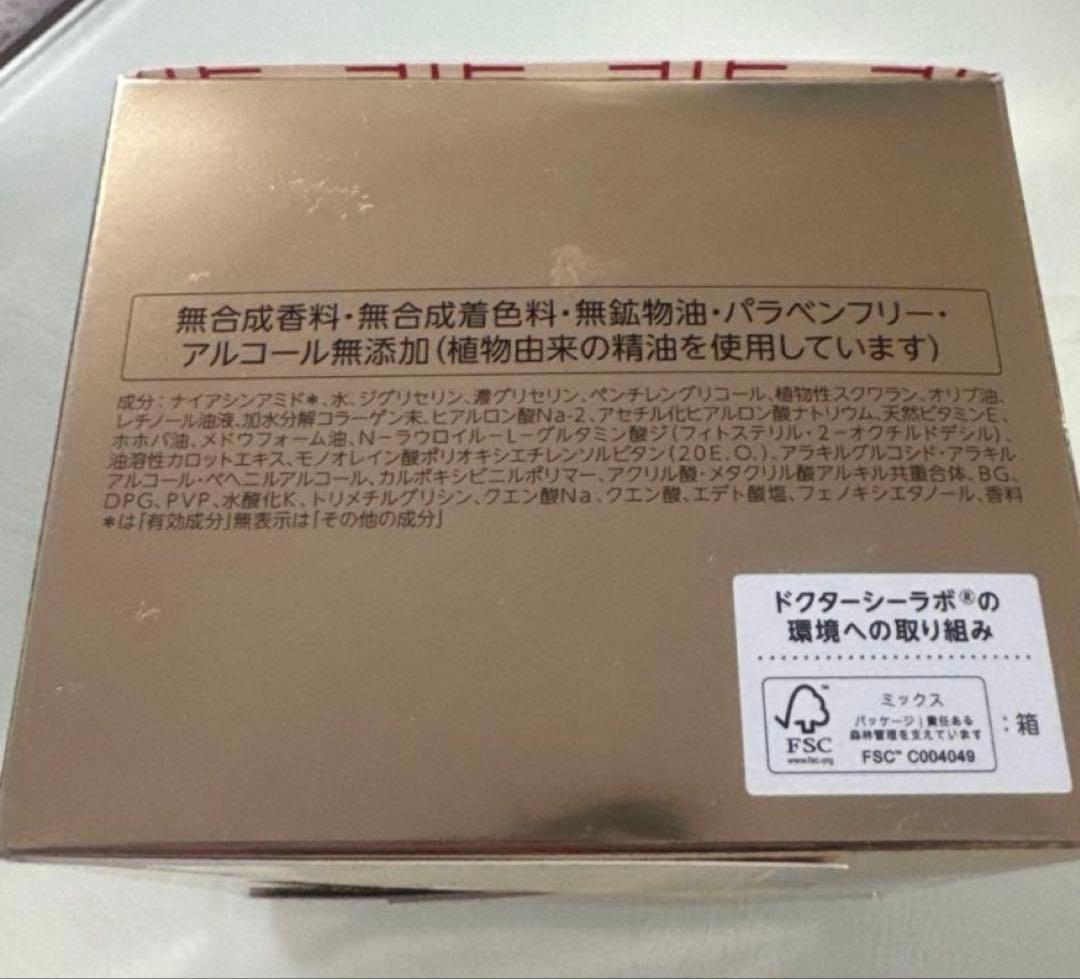 無合成香料・無合成着色料・無鉱物油・パラベンフリー・
アルコール無添加(植物由来の精油を使用しています)
成分：ナイアシンアミド*、水、ジグリセリン、濃グリセリン、ペンチレングリコール、植物性スクワラン、オリブ油、
レチノール油液、加水分解コラーゲン末、ヒアルロン酸Na-2、アセチル化ヒアルロン酸ナトリウム、天然ビタミンE、
ホホバ油、メドウフォーム油、N-ラウロイル-L-グルタミン酸ジ(フィトステリル・2-オクチルドデシル)、
油溶性カロットエキス、モノオレイン酸ポリオキシエチレンソルビタン(20E.O.)、アラキルグルコシド・アラキル
アルコール・ベヘニルアルコール、カルボキシビニルポリマー、アクリル酸・メタクリル酸アルキル共重合体、BG、
DPG、PVP、水酸化K、トリメチルグリシン、クエン酸Na、クエン酸、エデト酸塩、フェノキシエタノール、香料
*は「有効成分」無表示は「その他の成分」
ドクターシーラボ®の
環境への取り組み
FSC
www.fsc.org
ミックス
パッケージ|責任ある
森林管理を支えています
FSC™ C004049
：箱